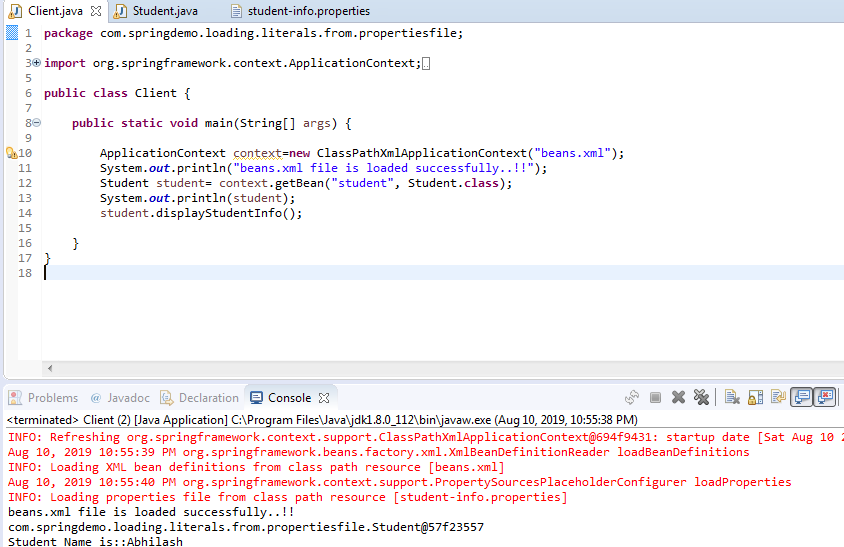 Client.java Student.java student-info.properties
1 package com.springdemo.loading.literals.from.propertiesfile;
2
3 import org.springframework.context.ApplicationContext;
5
6 public class Client {
7
8 public static void main(String[] args) {
9
10 ApplicationContext context=new ClassPathXmlApplicationContext("beans.xml");
11 System.out.println("beans.xml file is loaded successfully..!!");
12 Student student= context.getBean("student", Student.class);
13 System.out.println(student);
14 student.displayStudentInfo();
15
16 }
17 }
18
Problems @ Javadoc Declaration Console
<terminated> Client (2) [Java Application] C:\Program Files\Java\jdk1.8.0_112\bin\javaw.exe (Aug 10, 2019, 10:55:38 PM)
INFO: Refreshing org.springframework.context.support.ClassPathXmlApplicationContext@694f9431: startup date [Sat Aug 10 2
Aug 10, 2019 10:55:39 PM org.springframework.beans.factory.xml.XmlBeanDefinitionReader loadBeanDefinitions
INFO: Loading XML bean definitions from class path resource [beans.xml]
Aug 10, 2019 10:55:40 PM org.springframework.context.support.PropertySourcesPlaceholderConfigurer loadProperties
INFO: Loading properties file from class path resource [student-info.properties]
beans.xml file is loaded successfully..!!
com.springdemo.loading.literals.from.propertiesfile.Student@57f23557
Student Name is::Abhilash